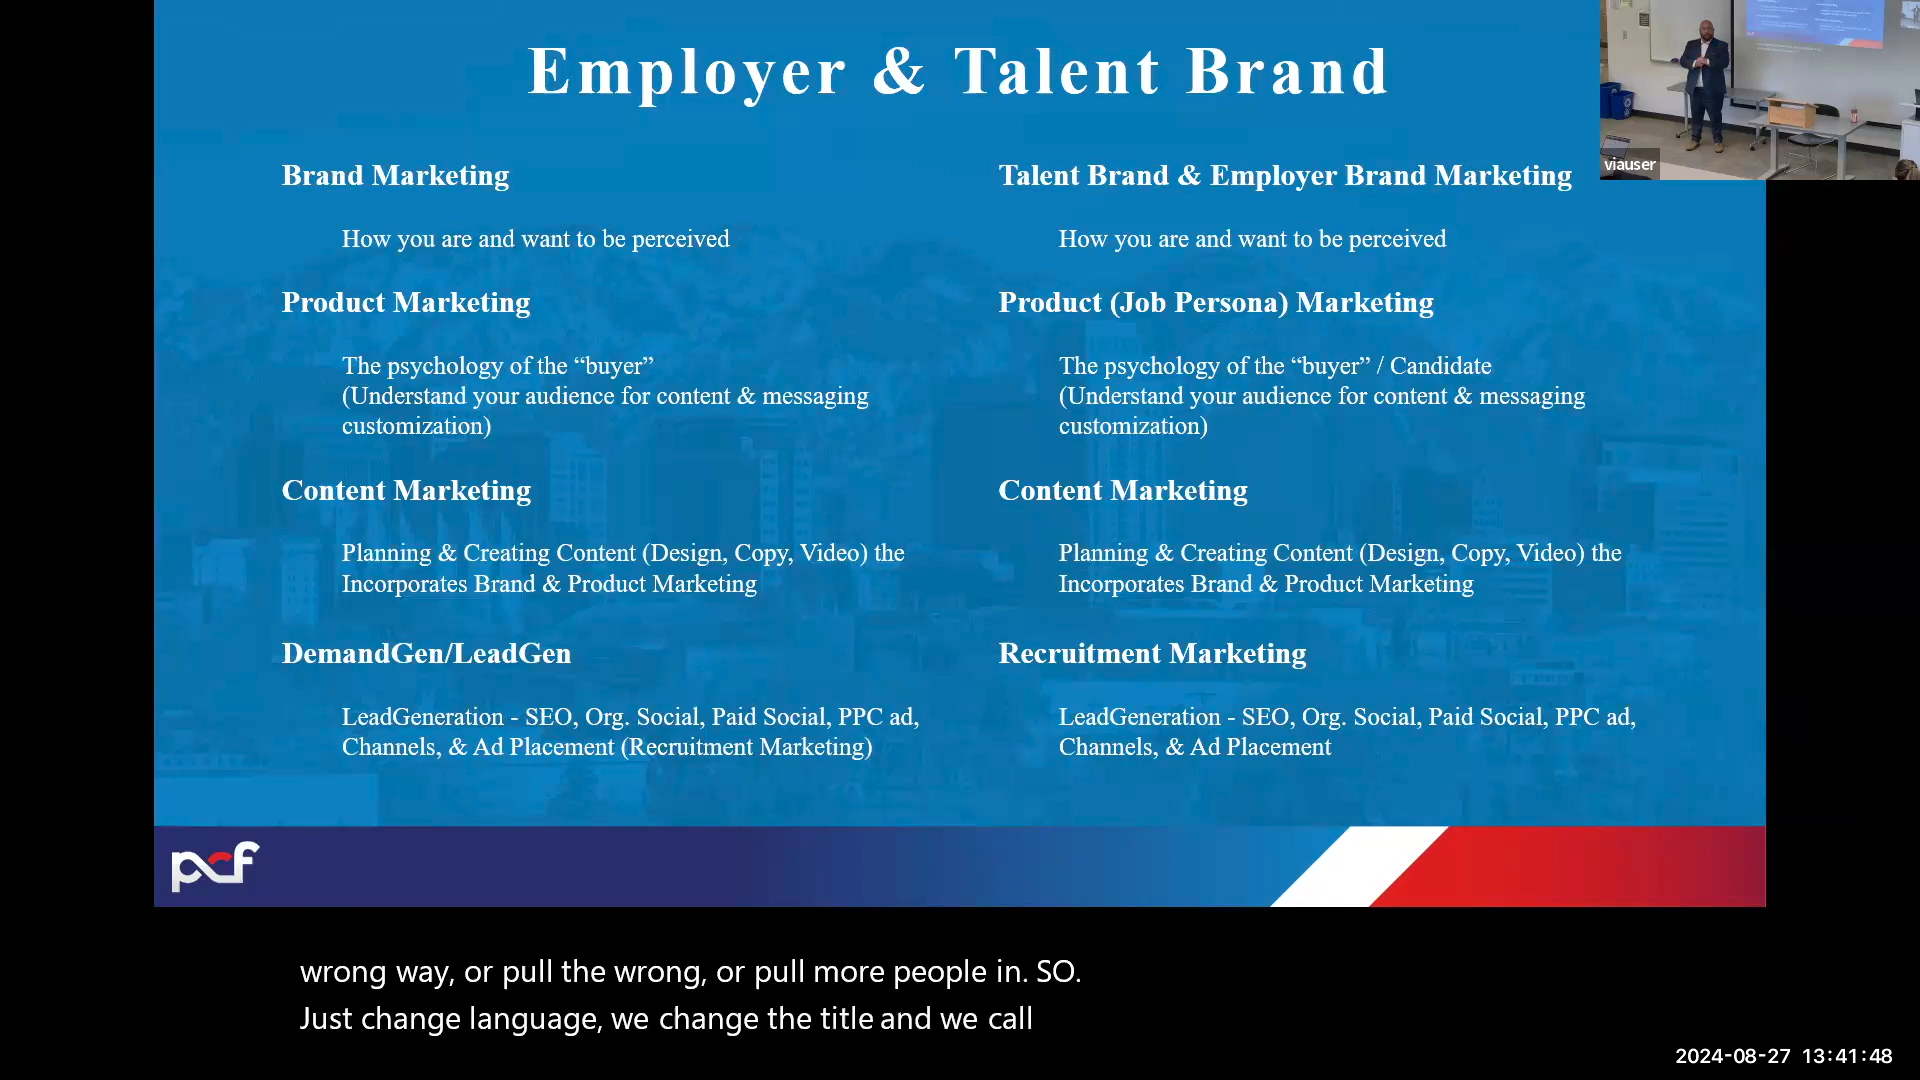 Employer & Talent Brand
viauser
Brand Marketing
How you are and want to be perceived
Product Marketing
The psychology of the “buyer”
(Understand your audience for content & messaging
customization)
Content Marketing
Planning & Creating Content (Design, Copy, Video) the
Incorporates Brand & Product Marketing
DemandGen/LeadGen
LeadGeneration - SEO, Org. Social, Paid Social, PPC ad,
Channels, & Ad Placement (Recruitment Marketing)
Talent Brand & Employer Brand Marketing
How you are and want to be perceived
Product (Job Persona) Marketing
The psychology of the “buyer” / Candidate
(Understand your audience for content & messaging
customization)
Content Marketing
Planning & Creating Content (Design, Copy, Video) the
Incorporates Brand & Product Marketing
Recruitment Marketing
LeadGeneration - SEO, Org. Social, Paid Social, PPC ad,
Channels, & Ad Placement
pcf
wrong way, or pull the wrong, or pull more people in. SO.
Just change language, we change the title and we call
2024-08-27 13:41:48